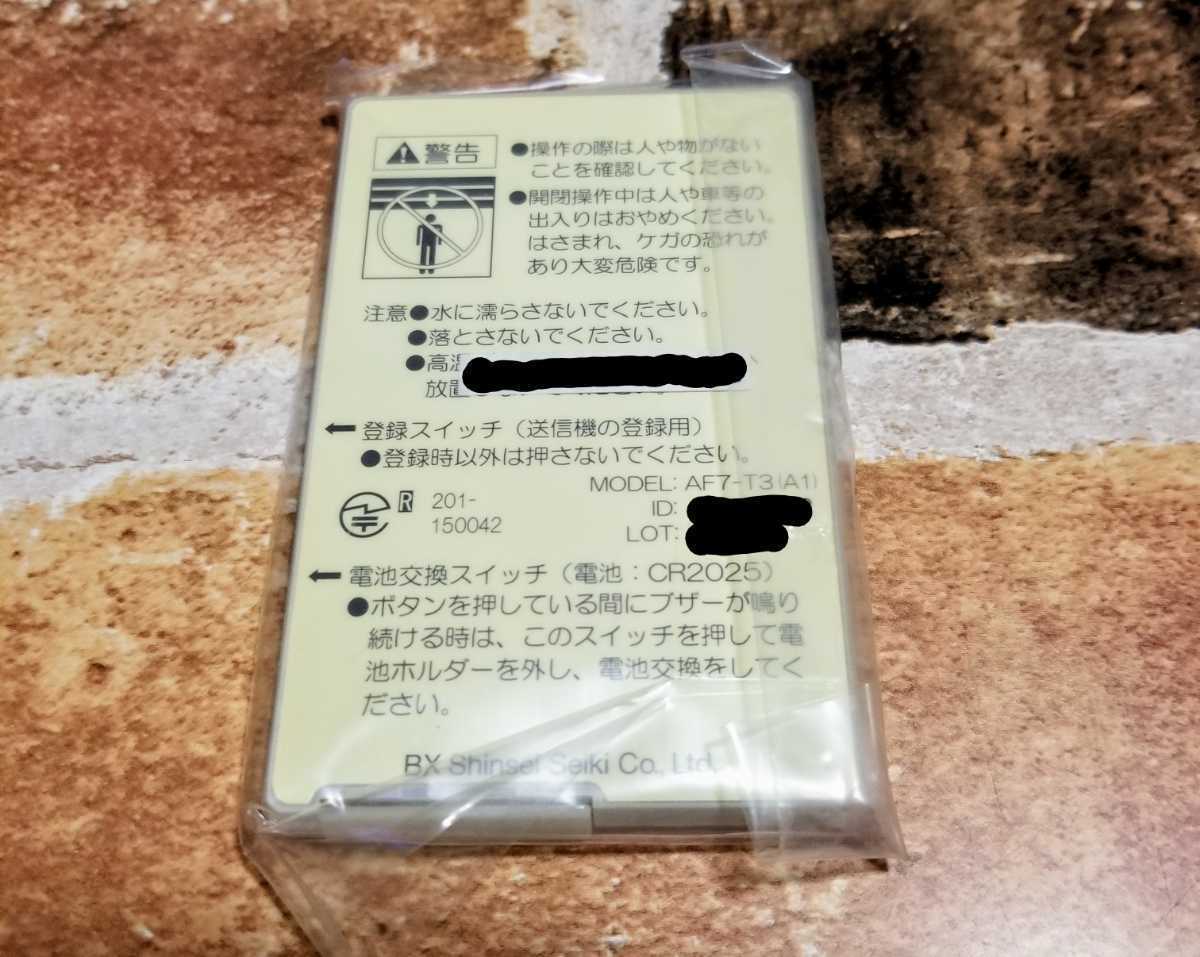 警告
●操作の際は人や物がない
ことを確認してください。
●開閉操作中は人や車等の
出入りはおやめください。
はさまれ、ケガの恐れが
あり大変危険です。
注意●水に濡らさないでください。
●落とさないでください。
●高温
放置
登録スイッチ（送信機の登録用）
●登録時以外は押さないでください。
R 201-
150042
MODEL: AF7-T3(A1)
ID:
LOT:
電池交換スイッチ（電池：CR2025）
●ボタンを押している間にブザーが鳴り
続ける時は、このスイッチを押して電
池ホルダーを外し、電池交換をしてく
ださい。
BX Shinsei Seiki Co., Ltd.